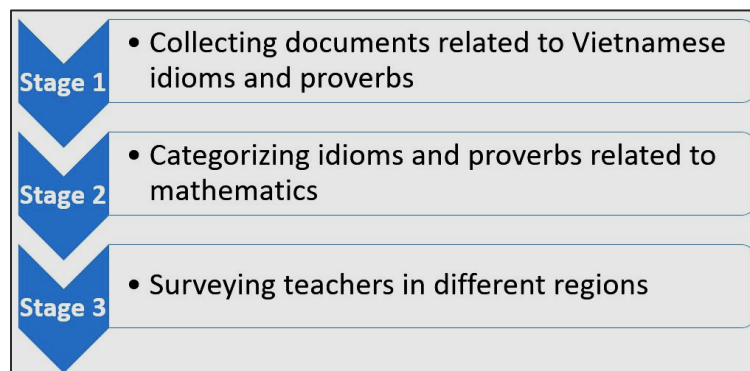 Stage 1
• Collecting documents related to Vietnamese
idioms and proverbs
Stage 2
• Categorizing idioms and proverbs related to
mathematics
Stage 3
• Surveying teachers in different regions